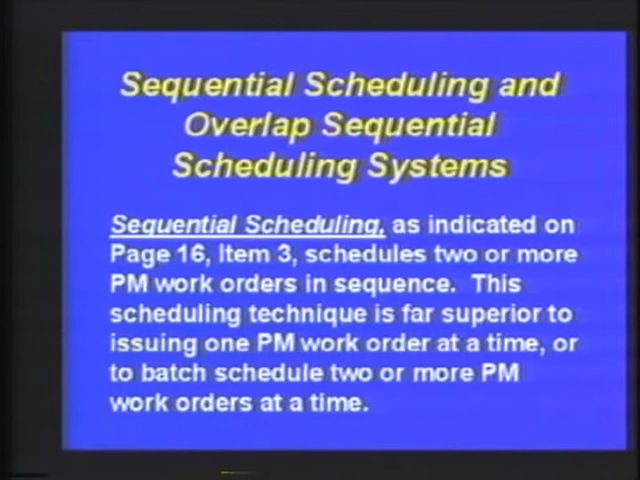 Sequential Scheduling and
Overlap Sequential
Scheduling Systems
Sequential Scheduling, as indicated on
Page 16, Item 3, schedules two or more
PM work orders in sequence. This
scheduling technique is far superior to
issuing one PM work order at a time, or
to batch schedule two or more PM
work orders at a time.